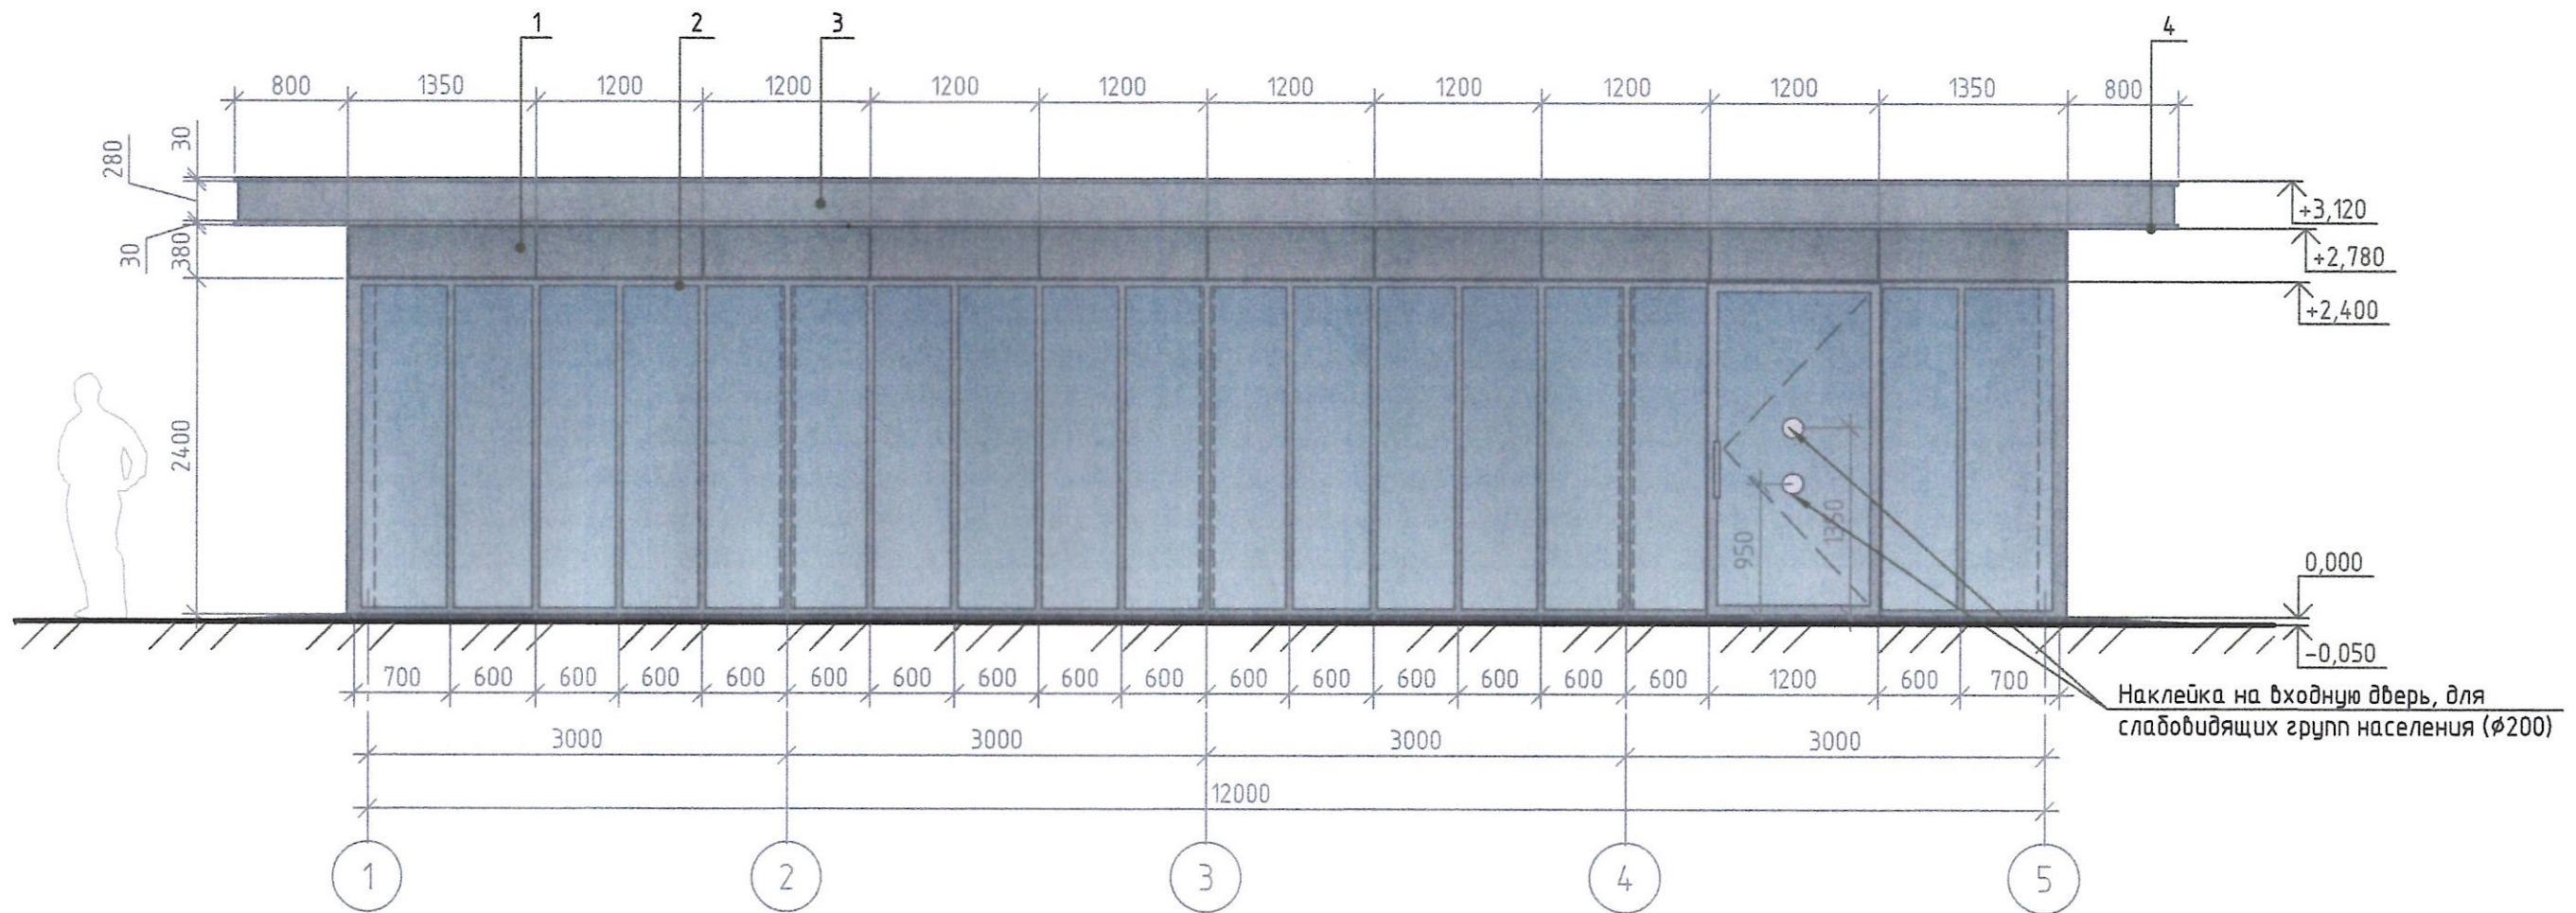 1 2 3 4
800 1350 1200 1200 1200 1200 1200 1200 1200 1200 1350 800
30
280
30
380
2400
+3,120
+2,780
+2,400
950
1350
0,000
-0,050
700 600 600 600 600 600 600 600 600 600 600 600 600 600 600 600 1200 600 700
Наклейка на входную дверь, для
слабовидящих групп населения (ϕ200)
3000 3000 3000 3000
12000
1 2 3 4 5